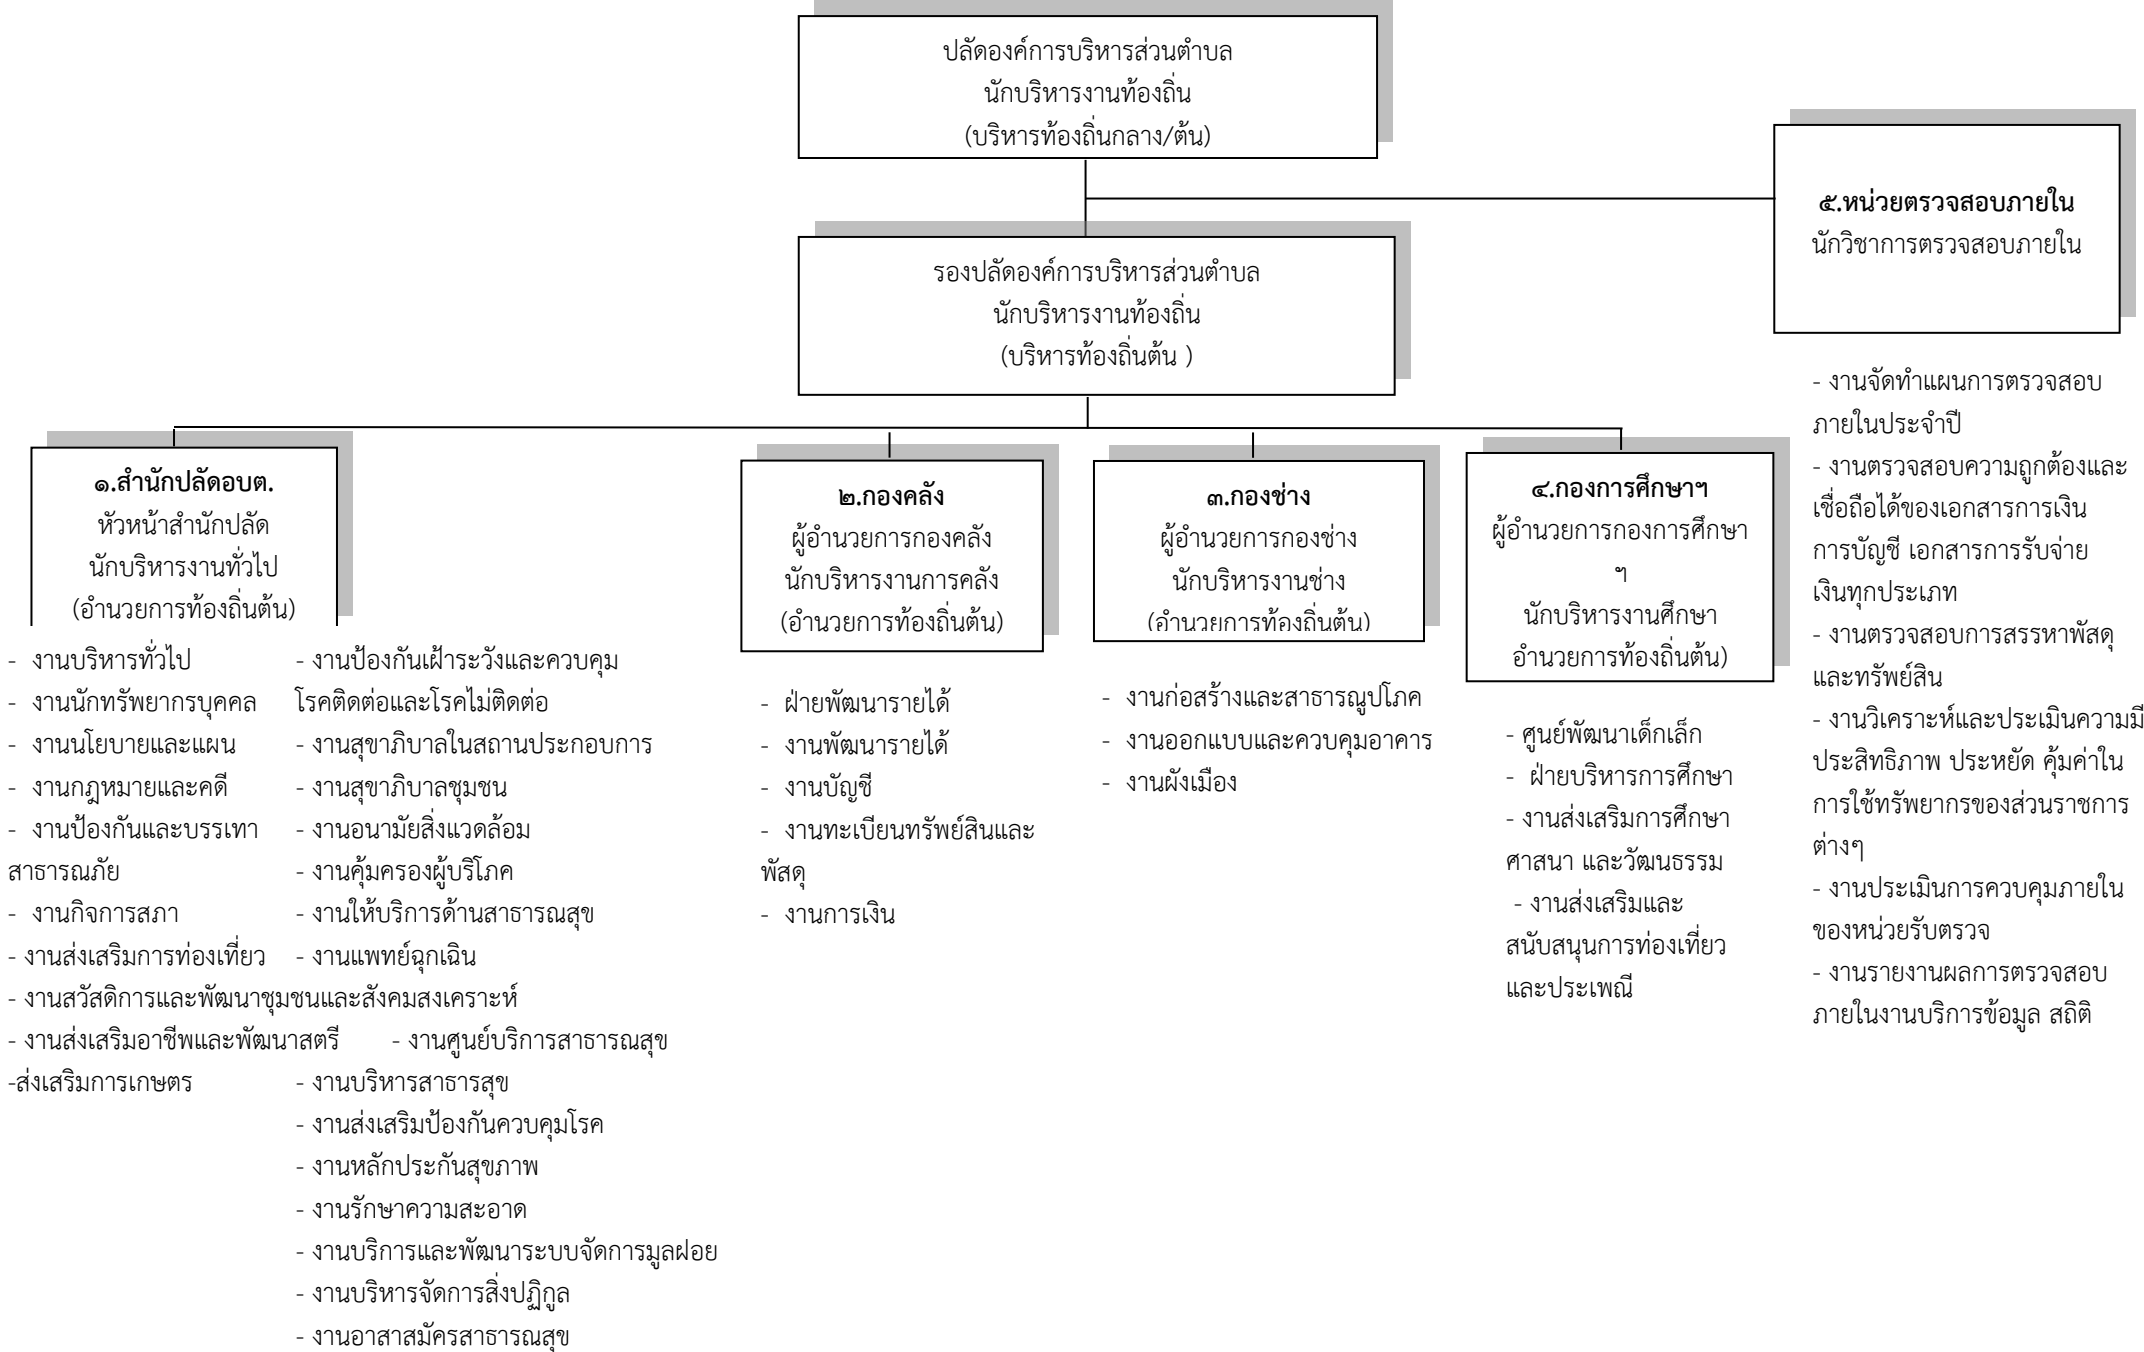 ปลัดองค์การบริหารส่วนตำบล
นักบริหารงานท้องถิ่น
(บริหารท้องถิ่นกลาง/ต้น)
๕.หน่วยตรวจสอบภายใน
นักวิชาการตรวจสอบภายใน
รองปลัดองค์การบริหารส่วนตำบล
นักบริหารงานท้องถิ่น
(บริหารท้องถิ่นต้น )
๑.สำนักปลัดอบต.
หัวหน้าสำนักปลัด
นักบริหารงานทั่วไป
(อำนวยการท้องถิ่นต้น)
- งานบริหารทั่วไป
- งานนักทรัพยากรบุคคล
- งานนโยบายและแผน
- งานกฎหมายและคดี
- งานป้องกันและบรรเทา
สาธารณภัย
- งานกิจการสภา
- งานส่งเสริมการท่องเที่ยว
- งานสวัสดิการและพัฒนาชุมชนและสังคมสงเคราะห์
- งานส่งเสริมอาชีพและพัฒนาสตรี
-ส่งเสริมการเกษตร
- งานป้องกันเฝ้าระวังและควบคุม
โรคติดต่อและโรคไม่ติดต่อ
- งานสุขาภิบาลในสถานประกอบการ
- งานสุขาภิบาลชุมชน
- งานอนามัยสิ่งแวดล้อม
- งานคุ้มครองผู้บริโภค
- งานให้บริการด้านสาธารณสุข
- งานแพทย์ฉุกเฉิน
- งานศูนย์บริการสาธารณสุข
- งานบริหารสาธารสุข
- งานส่งเสริมป้องกันควบคุมโรค
- งานหลักประกันสุขภาพ
- งานรักษาความสะอาด
- งานบริการและพัฒนาระบบจัดการมูลฝอย
- งานบริหารจัดการสิ่งปฏิกูล
- งานอาสาสมัครสาธารณสุข
๒.กองคลัง
ผู้อำนวยการกองคลัง
นักบริหารงานการคลัง
(อำนวยการท้องถิ่นต้น)
- ฝ่ายพัฒนารายได้
- งานพัฒนารายได้
- งานบัญชี
- งานทะเบียนทรัพย์สินและ
พัสดุ
- งานการเงิน
๓.กองช่าง
ผู้อำนวยการกองช่าง
นักบริหารงานช่าง
(อำนวยการท้องถิ่นต้น)
- งานก่อสร้างและสาธารณูปโภค
- งานออกแบบและควบคุมอาคาร
- งานผังเมือง
๔.กองการศึกษาฯ
ผู้อำนวยการกองการศึกษา
ฯ
นักบริหารงานศึกษา
อำนวยการท้องถิ่นต้น)
- ศูนย์พัฒนาเด็กเล็ก
- ฝ่ายบริหารการศึกษา
- งานส่งเสริมการศึกษา
ศาสนา และวัฒนธรรม
- งานส่งเสริมและ
สนับสนุนการท่องเที่ยว
และประเพณี
- งานจัดทำแผนการตรวจสอบ
ภายในประจำปี
- งานตรวจสอบความถูกต้องและ
เชื่อถือได้ของเอกสารการเงิน
การบัญชี เอกสารการรับจ่าย
เงินทุกประเภท
- งานตรวจสอบการสรรหาพัสดุ
และทรัพย์สิน
- งานวิเคราะห์และประเมินความมี
ประสิทธิภาพ ประหยัด คุ้มค่าใน
การใช้ทรัพยากรของส่วนราชการ
ต่างๆ
- งานประเมินการควบคุมภายใน
ของหน่วยรับตรวจ
- งานรายงานผลการตรวจสอบ
ภายในงานบริการข้อมูล สถิติ